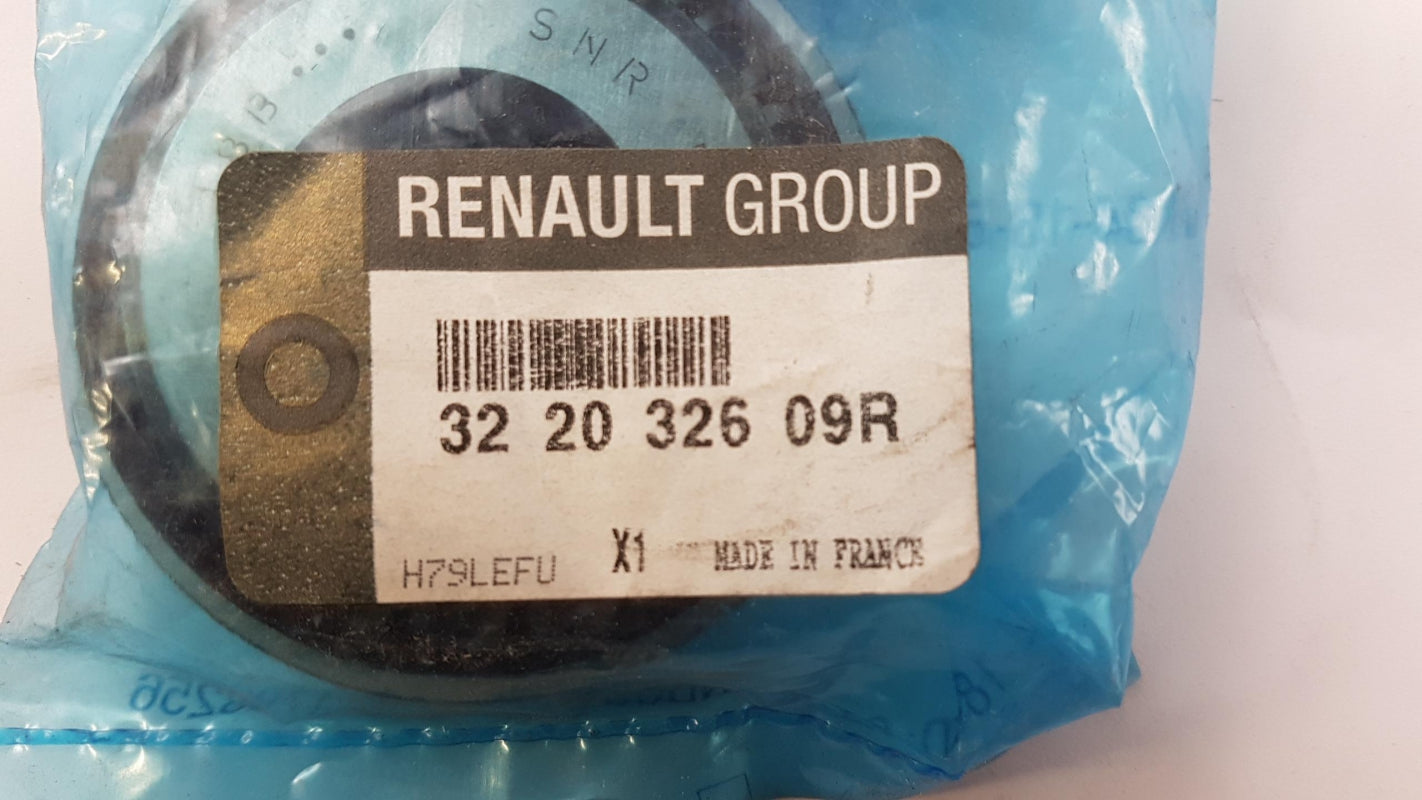 SNR
RENAULT GROUP
32 20 326 09R
H79LEFU X1 MADE IN FRANCE